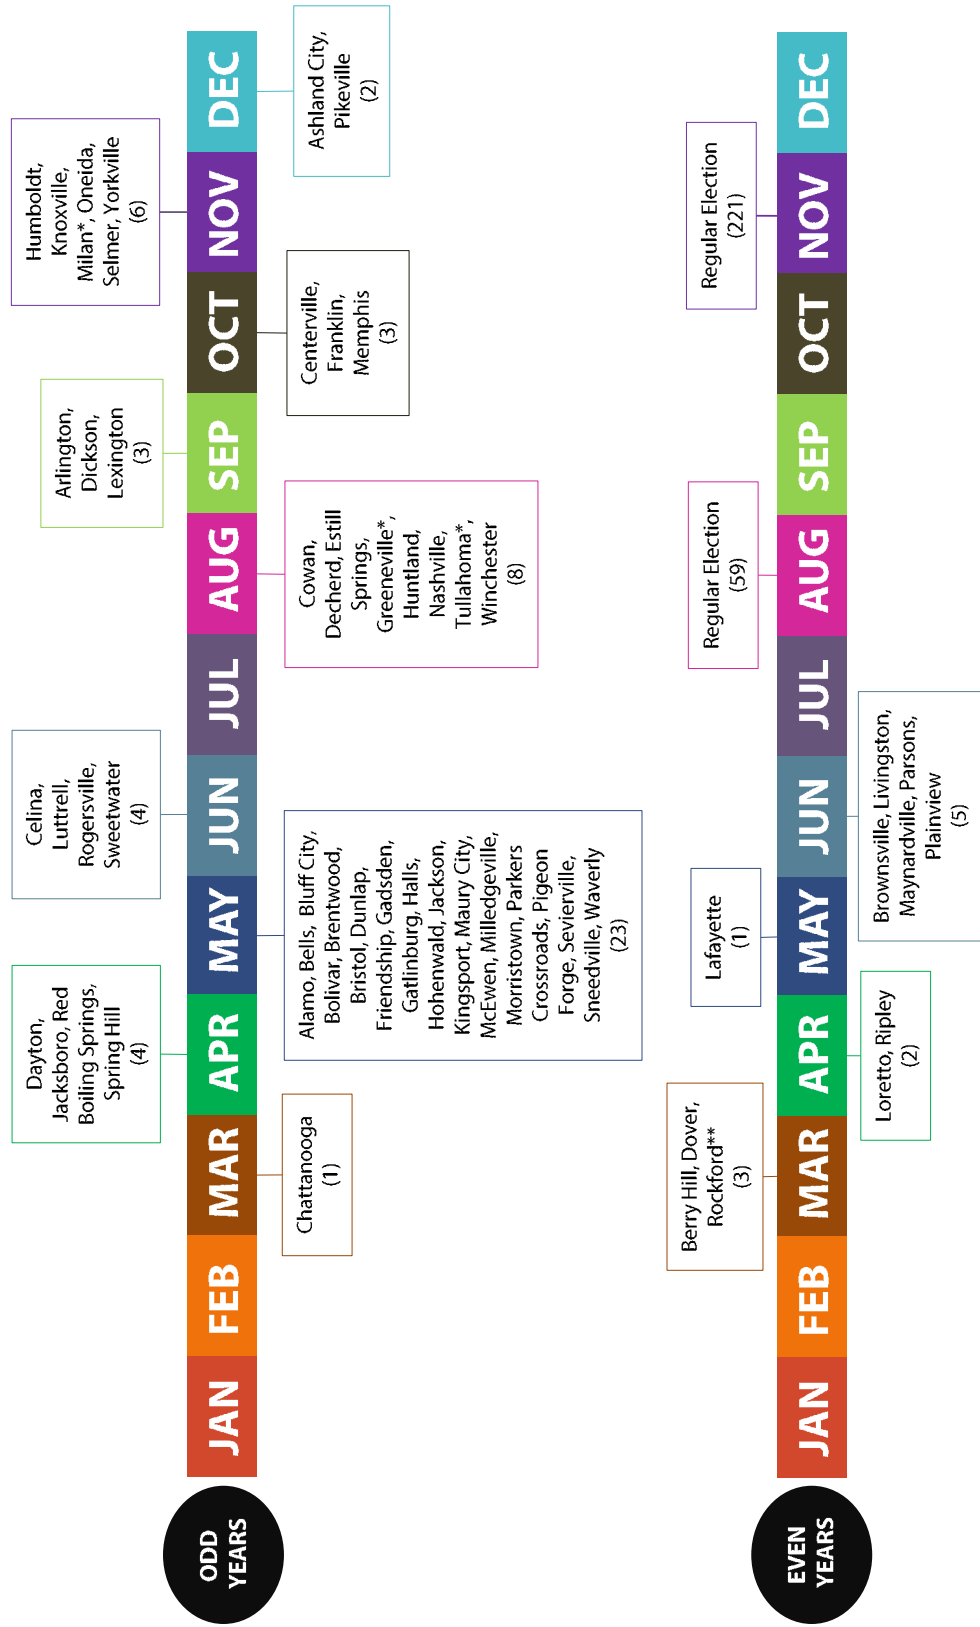 ODD
YEARS
JAN
FEB
MAR
APR
MAY
JUN
JUL
AUG
SEP
OCT
NOV
DEC
Dayton,
Jacksboro, Red
Boiling Springs,
Spring Hill
(4)
Celina,
Luttrell,
Rogersville,
Sweetwater
(4)
Arlington,
Dickson,
Lexington
(3)
Humboldt,
Knoxville,
Milan*, Oneida,
Selmer, Yorkville
(6)
Chattanooga
(1)
Alamo, Bells, Bluff City,
Bolivar, Brentwood,
Bristol, Dunlap,
Friendship, Gadsden,
Gatlinburg, Halls,
Hohenwald, Jackson,
Kingsport, Maury City,
McEwen, Milledgeville,
Morristown, Parkers
Crossroads, Pigeon
Forge, Sevierville,
Sneedville, Waverly
(23)
Cowan,
Decherd, Estill
Springs,
Greeneville*,
Huntland,
Nashville,
Tullahoma*,
Winchester
(8)
Centerville,
Franklin,
Memphis
(3)
Ashland City,
Pikeville
(2)
EVEN
YEARS
JAN
FEB
MAR
APR
MAY
JUN
JUL
AUG
SEP
OCT
NOV
DEC
Berry Hill, Dover,
Rockford**
(3)
Lafayette
(1)
Regular Election
(59)
Regular Election
(221)
Loretto, Ripley
(2)
Brownsville, Livingston,
Maynardville, Parsons,
Plainview
(5)